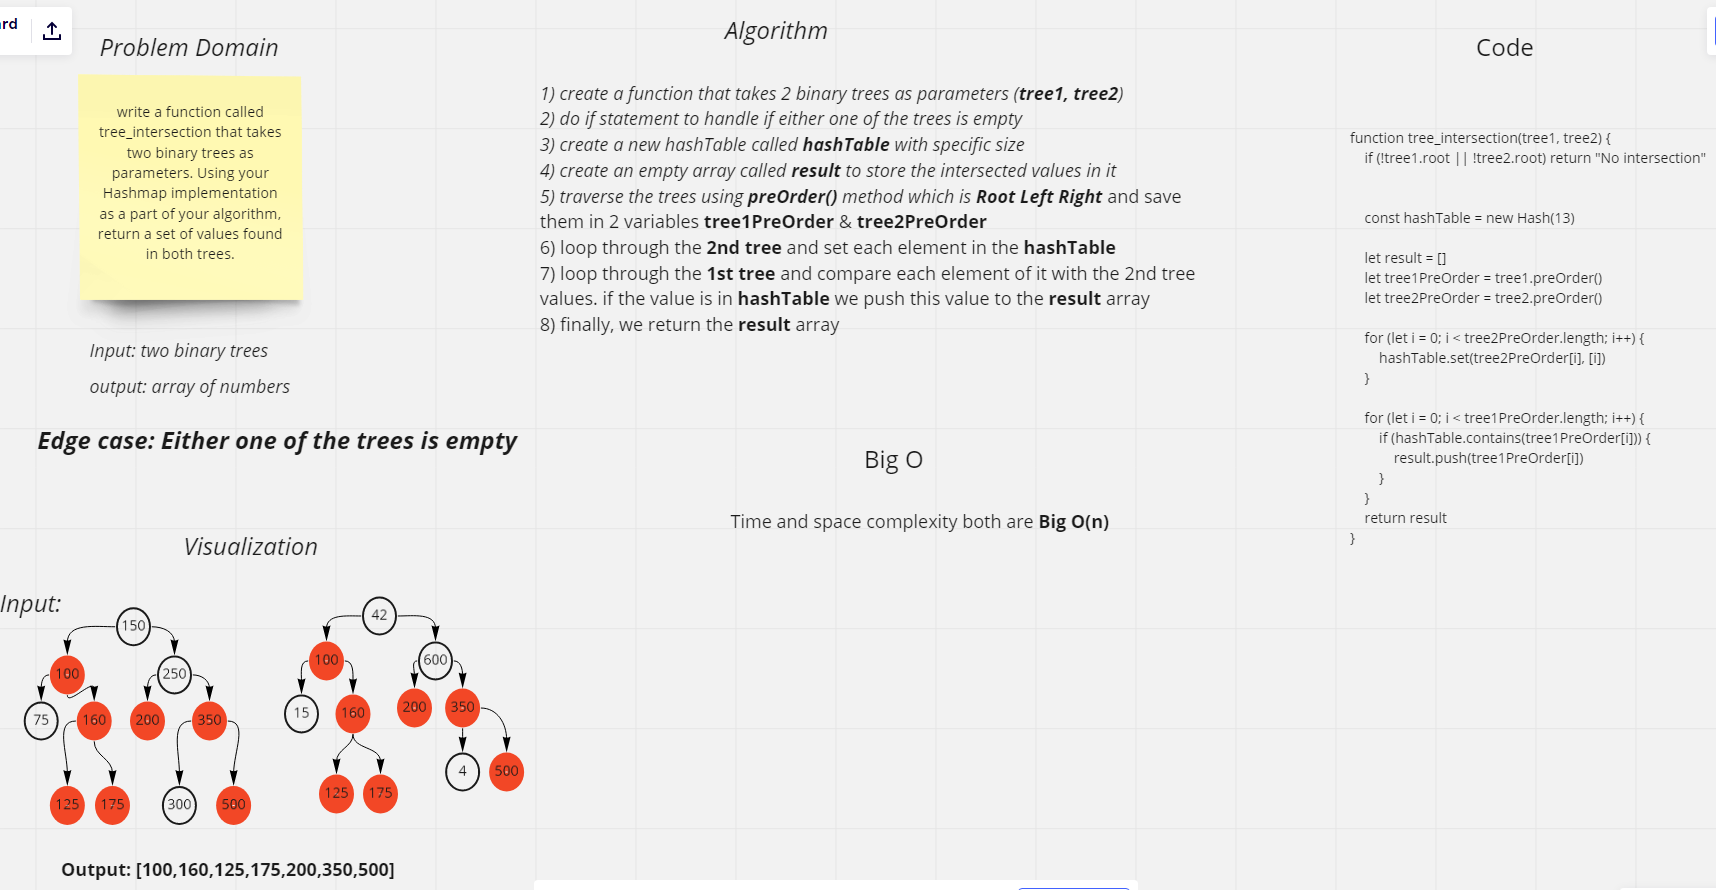 rd
Problem Domain
write a function called
tree_intersection that takes
two binary trees as
parameters. Using your
Hashmap implementation
as a part of your algorithm,
return a set of values found
in both trees.
Input: two binary trees
output: array of numbers
Edge case: Either one of the trees is empty
Algorithm
1) create a function that takes 2 binary trees as parameters (tree1, tree2)
2) do if statement to handle if either one of the trees is empty
3) create a new hashTable called hashTable with specific size
4) create an empty array called result to store the intersected values in it
5) traverse the trees using preOrder() method which is Root Left Right and save
them in 2 variables tree1PreOrder & tree2PreOrder
6) loop through the 2nd tree and set each element in the hashTable
7) loop through the 1st tree and compare each element of it with the 2nd tree
values. if the value is in hashTable we push this value to the result array
8) finally, we return the result array
Big O
Time and space complexity both are Big O(n)
Code
function tree_intersection(tree1, tree2) {
if (!tree1.root || !tree2.root) return "No intersection"
const hashTable = new Hash(13)
let result = []
let tree1PreOrder = tree1.preOrder()
let tree2PreOrder = tree2.preOrder()
for (let i = 0; i < tree2PreOrder.length; i++) {
hashTable.set(tree2PreOrder[i], [i])
}
for (let i = 0; i < tree1PreOrder.length; i++) {
if (hashTable.contains(tree1PreOrder[i])) {
result.push(tree1PreOrder[i])
}
}
return result
}
Visualization
Input:
150
100
250
75
160
200
350
125
175
300
500
42
100
600
15
160
200
350
125
175
4
500
Output: [100,160,125,175,200,350,500]